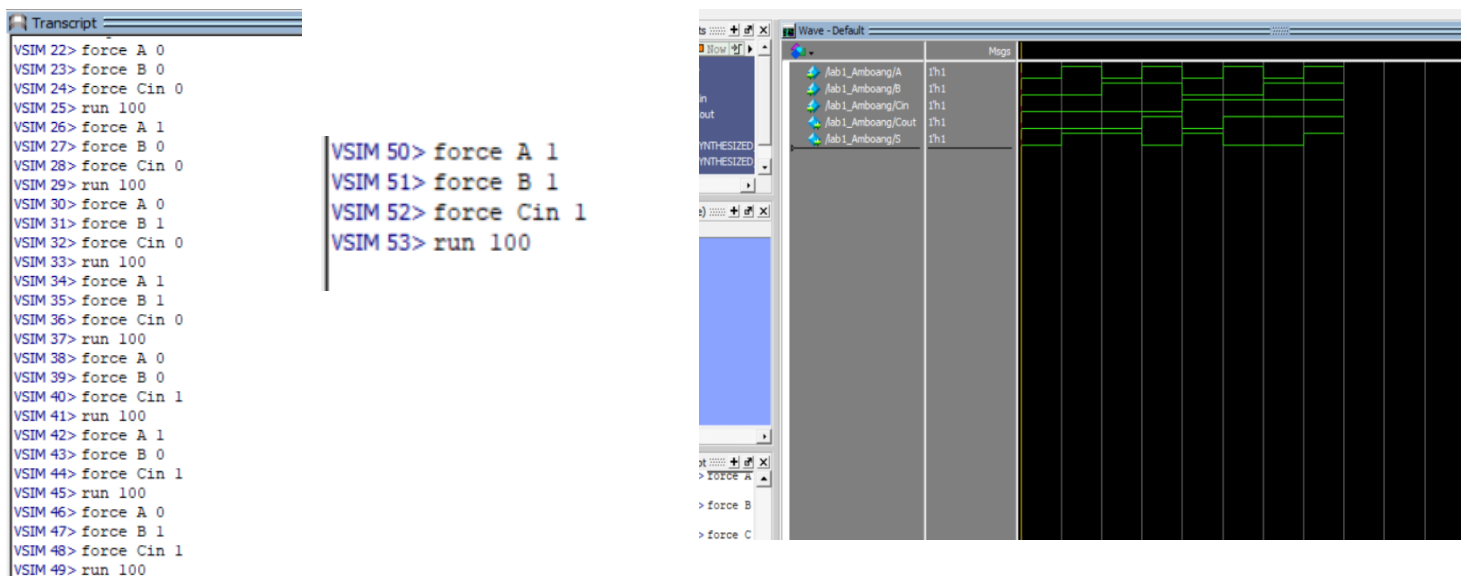 Transcript
VSIM 22> force A 0
VSIM 23> force B 0
VSIM 24> force Cin 0
VSIM 25> run 100
VSIM 26> force A 1
VSIM 27> force B 0
VSIM 28> force Cin 0
VSIM 29> run 100
VSIM 30> force A 0
VSIM 31> force B 1
VSIM 32> force Cin 0
VSIM 33> run 100
VSIM 34> force A 1
VSIM 35> force B 1
VSIM 36> force Cin 0
VSIM 37> run 100
VSIM 38> force A 0
VSIM 39> force B 0
VSIM 40> force Cin 1
VSIM 41> run 100
VSIM 42> force A 1
VSIM 43> force B 0
VSIM 44> force Cin 1
VSIM 45> run 100
VSIM 46> force A 0
VSIM 47> force B 1
VSIM 48> force Cin 1
VSIM 49> run 100
VSIM 50> force A 1
VSIM 51> force B 1
VSIM 52> force Cin 1
VSIM 53> run 100
ts
Now
in
out
YNTHESIZED
YNTHESIZED
e)
pt
> force A
> force B
> force C
Wave - Default
Msgs
/lab1_Amboang/A 1'h1
/lab1_Amboang/B 1'h1
/lab1_Amboang/Cin 1'h1
/lab1_Amboang/Cout 1'h1
/lab1_Amboang/S 1'h1